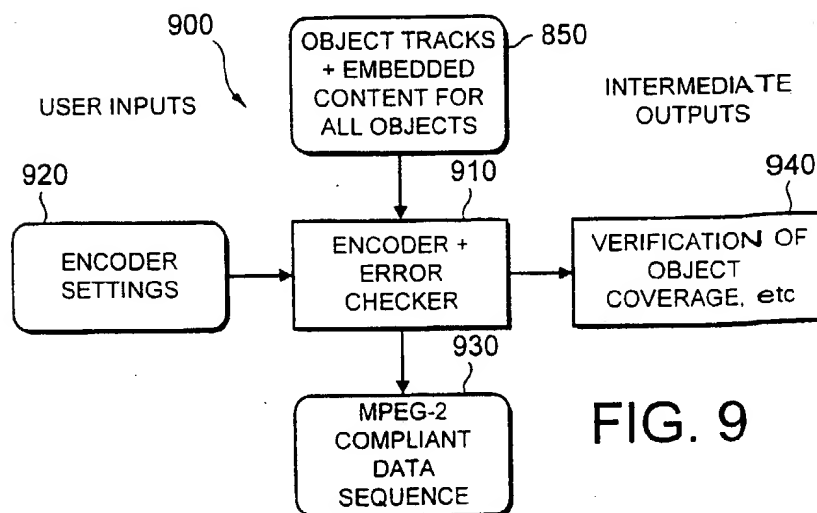 900
OBJECT TRACKS
+ EMBEDDED
CONTENT FOR
ALL OBJECTS
850
USER INPUTS
INTERMEDIATE
OUTPUTS
920
910
940
ENCODER
SETTINGS
ENCODER +
ERROR
CHECKER
VERIFICATION OF
OBJECT
COVERAGE, etc
930
MPEG-2
COMPLIANT
DATA
SEQUENCE
FIG. 9